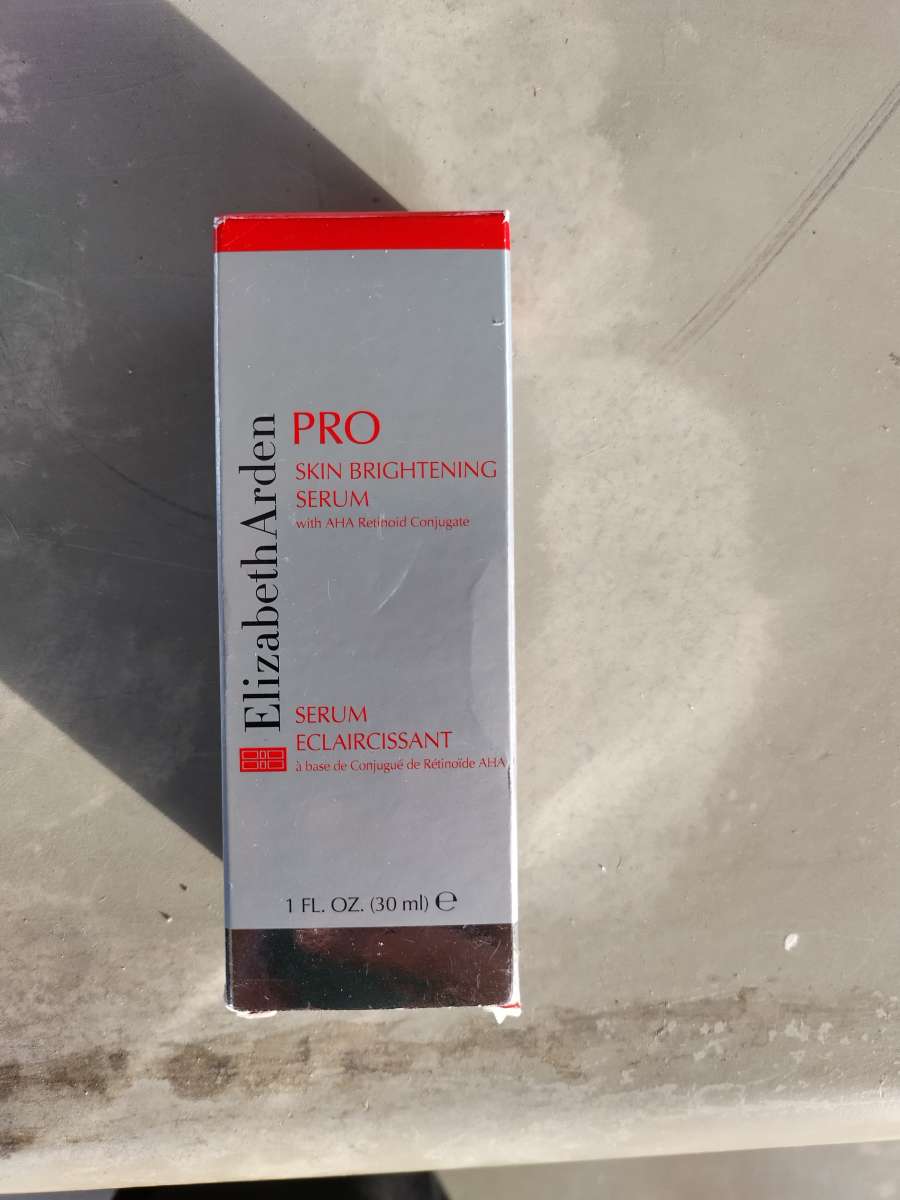 ElizabethArden
PRO
SKIN BRIGHTENING
SERUM
with AHA Retinoid Conjugate
SERUM
ECLAIRCISSANT
à base de Conjugué de Rétinoïde AHA
1 FL. OZ. (30 ml) ℮